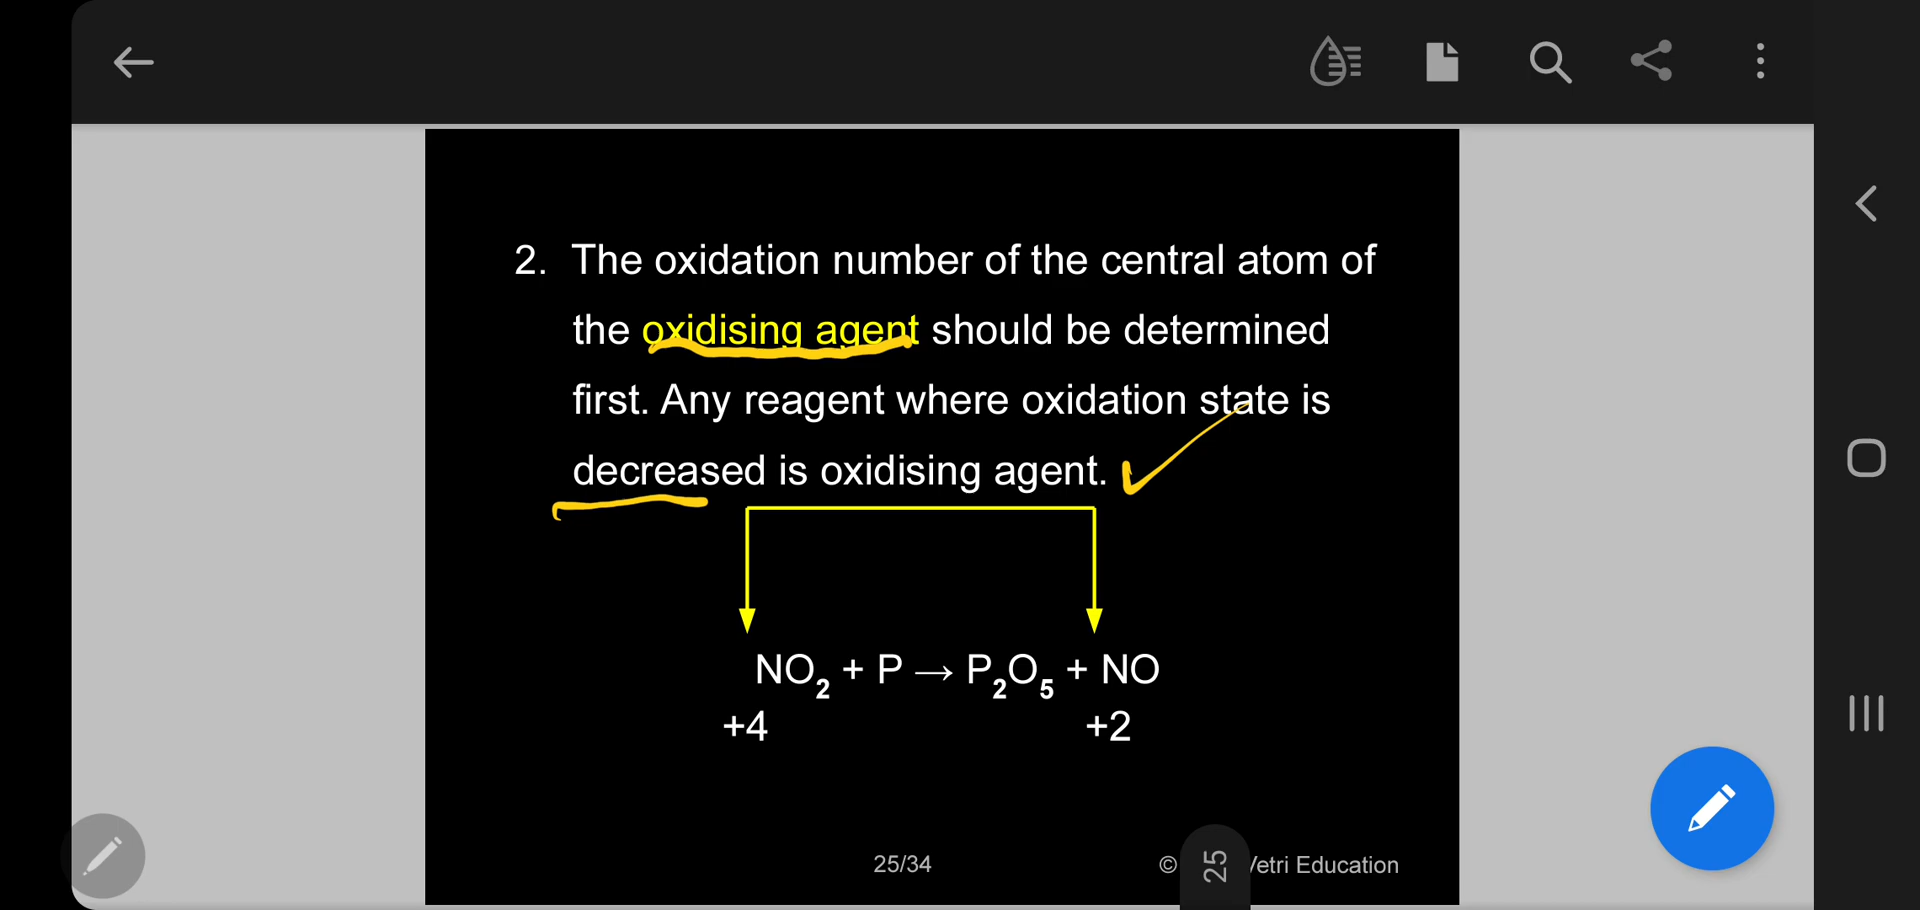 2. The oxidation number of the central atom of
the oxidising agent should be determined
first. Any reagent where oxidation state is
decreased is oxidising agent.
NO₂ + P → P₂O₅ + NO
+4 +2
25/34
© etri Education
25